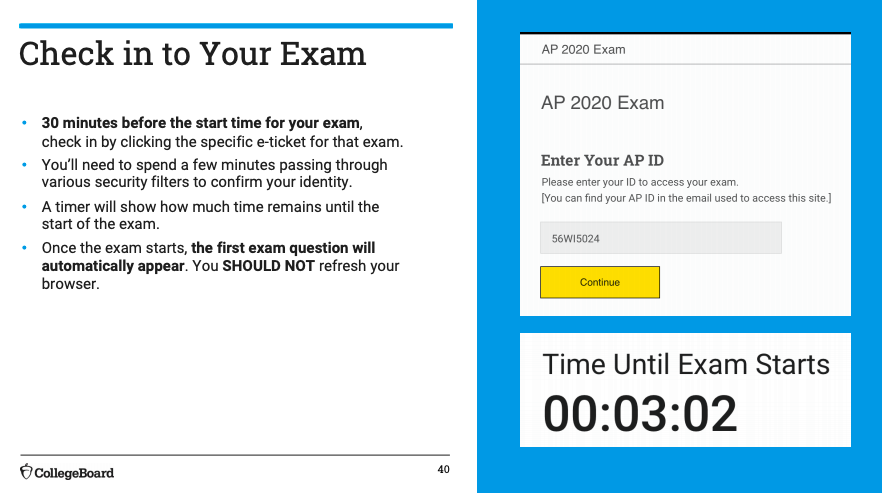 Check in to Your Exam
• 30 minutes before the start time for your exam,
check in by clicking the specific e-ticket for that exam.
• You'll need to spend a few minutes passing through
various security filters to confirm your identity.
• A timer will show how much time remains until the
start of the exam.
• Once the exam starts, the first exam question will
automatically appear. You SHOULD NOT refresh your
browser.
CollegeBoard
40
AP 2020 Exam
AP 2020 Exam
Enter Your AP ID
Please enter your ID to access your exam.
[You can find your AP ID in the email used to access this site.]
56WI5024
Continue
Time Until Exam Starts
00:03:02